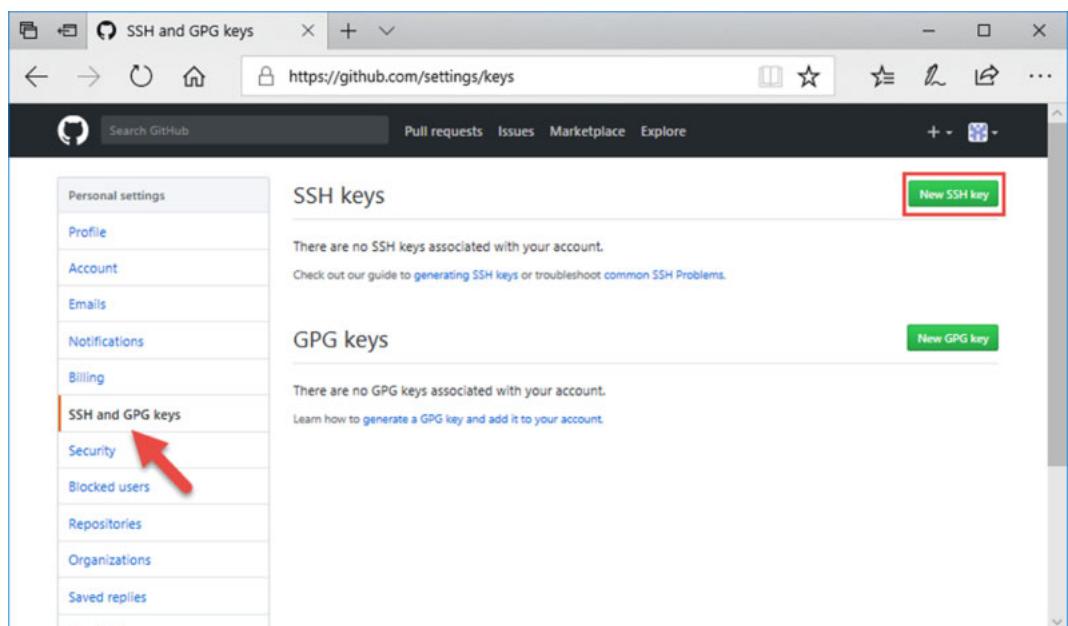 SSH and GPG keys
https://github.com/settings/keys
Search GitHub
Pull requests Issues Marketplace Explore
Personal settings
Profile
Account
Emails
Notifications
Billing
SSH and GPG keys
Security
Blocked users
Repositories
Organizations
Saved replies
SSH keys
New SSH key
There are no SSH keys associated with your account.
Check out our guide to generating SSH keys or troubleshoot common SSH Problems.
GPG keys
New GPG key
There are no GPG keys associated with your account.
Learn how to generate a GPG key and add it to your account.